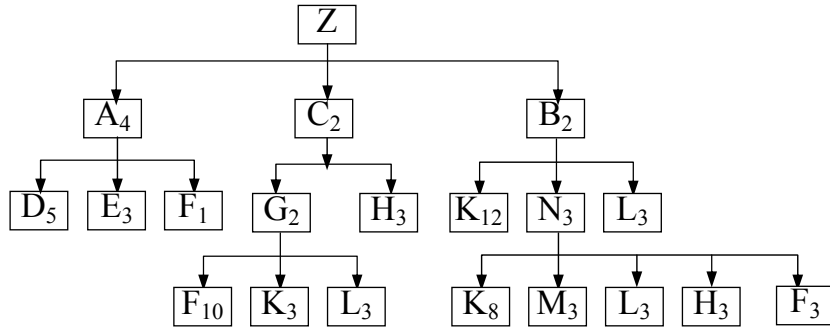 Z
A₄ C₂ B₂
D₅ E₃ F₁ G₂ H₃ K₁₂ N₃ L₃
F₁₀ K₃ L₃ K₈ M₃ L₃ H₃ F₃